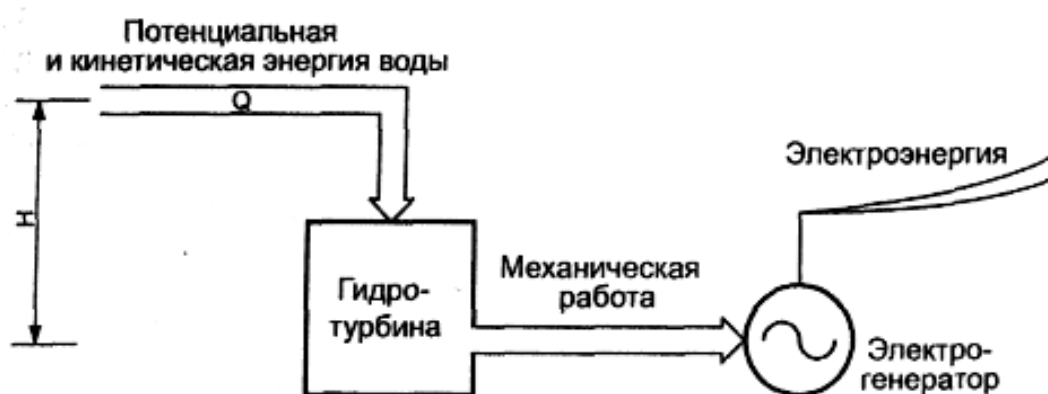 Потенциальная
и кинетическая энергия воды
Q
H
Электроэнергия
Гидро-
турбина
Механическая
работа
Электро-
генератор